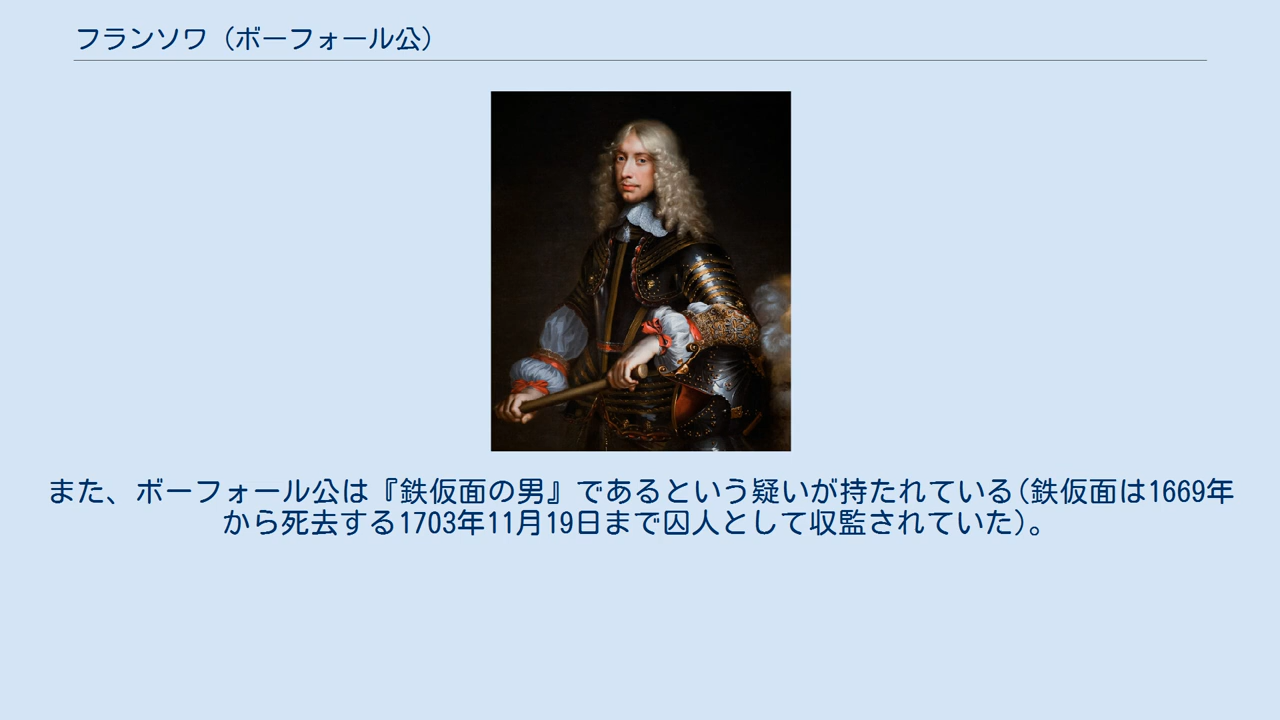 フランソワ（ボーフォール公）
また、ボーフォール公は『鉄仮面の男』であるという疑いが持たれている(鉄仮面は1669年
から死去する1703年11月19日まで囚人として収監されていた)。